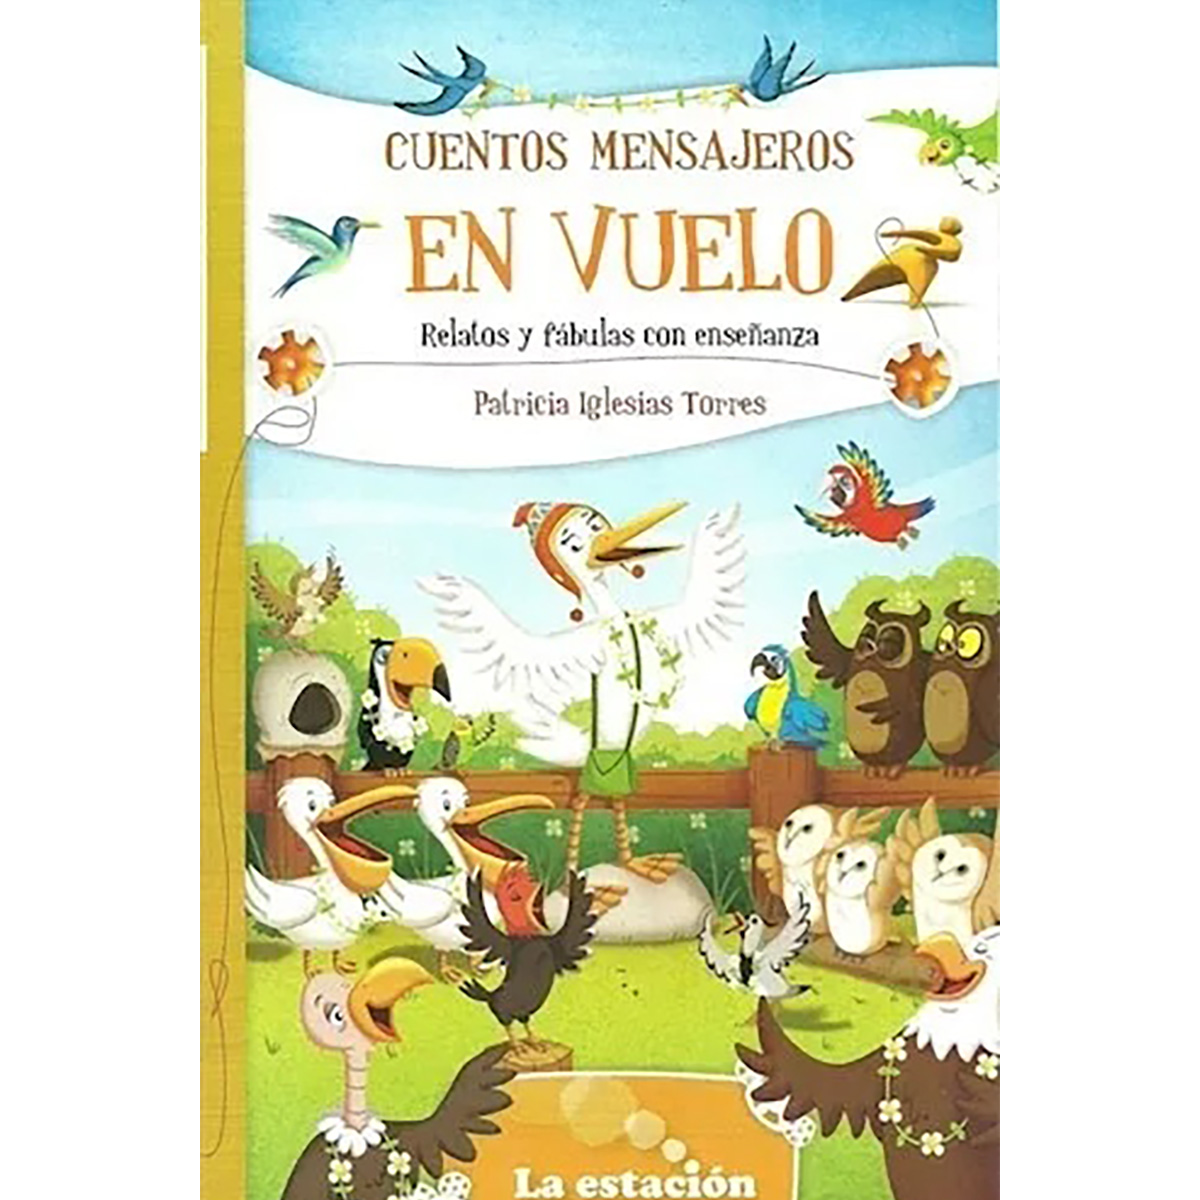 CUENTOS MENSAJEROS
EN VUELO
Relatos y fábulas con enseñanza
Patricia Iglesias Torres
La estación